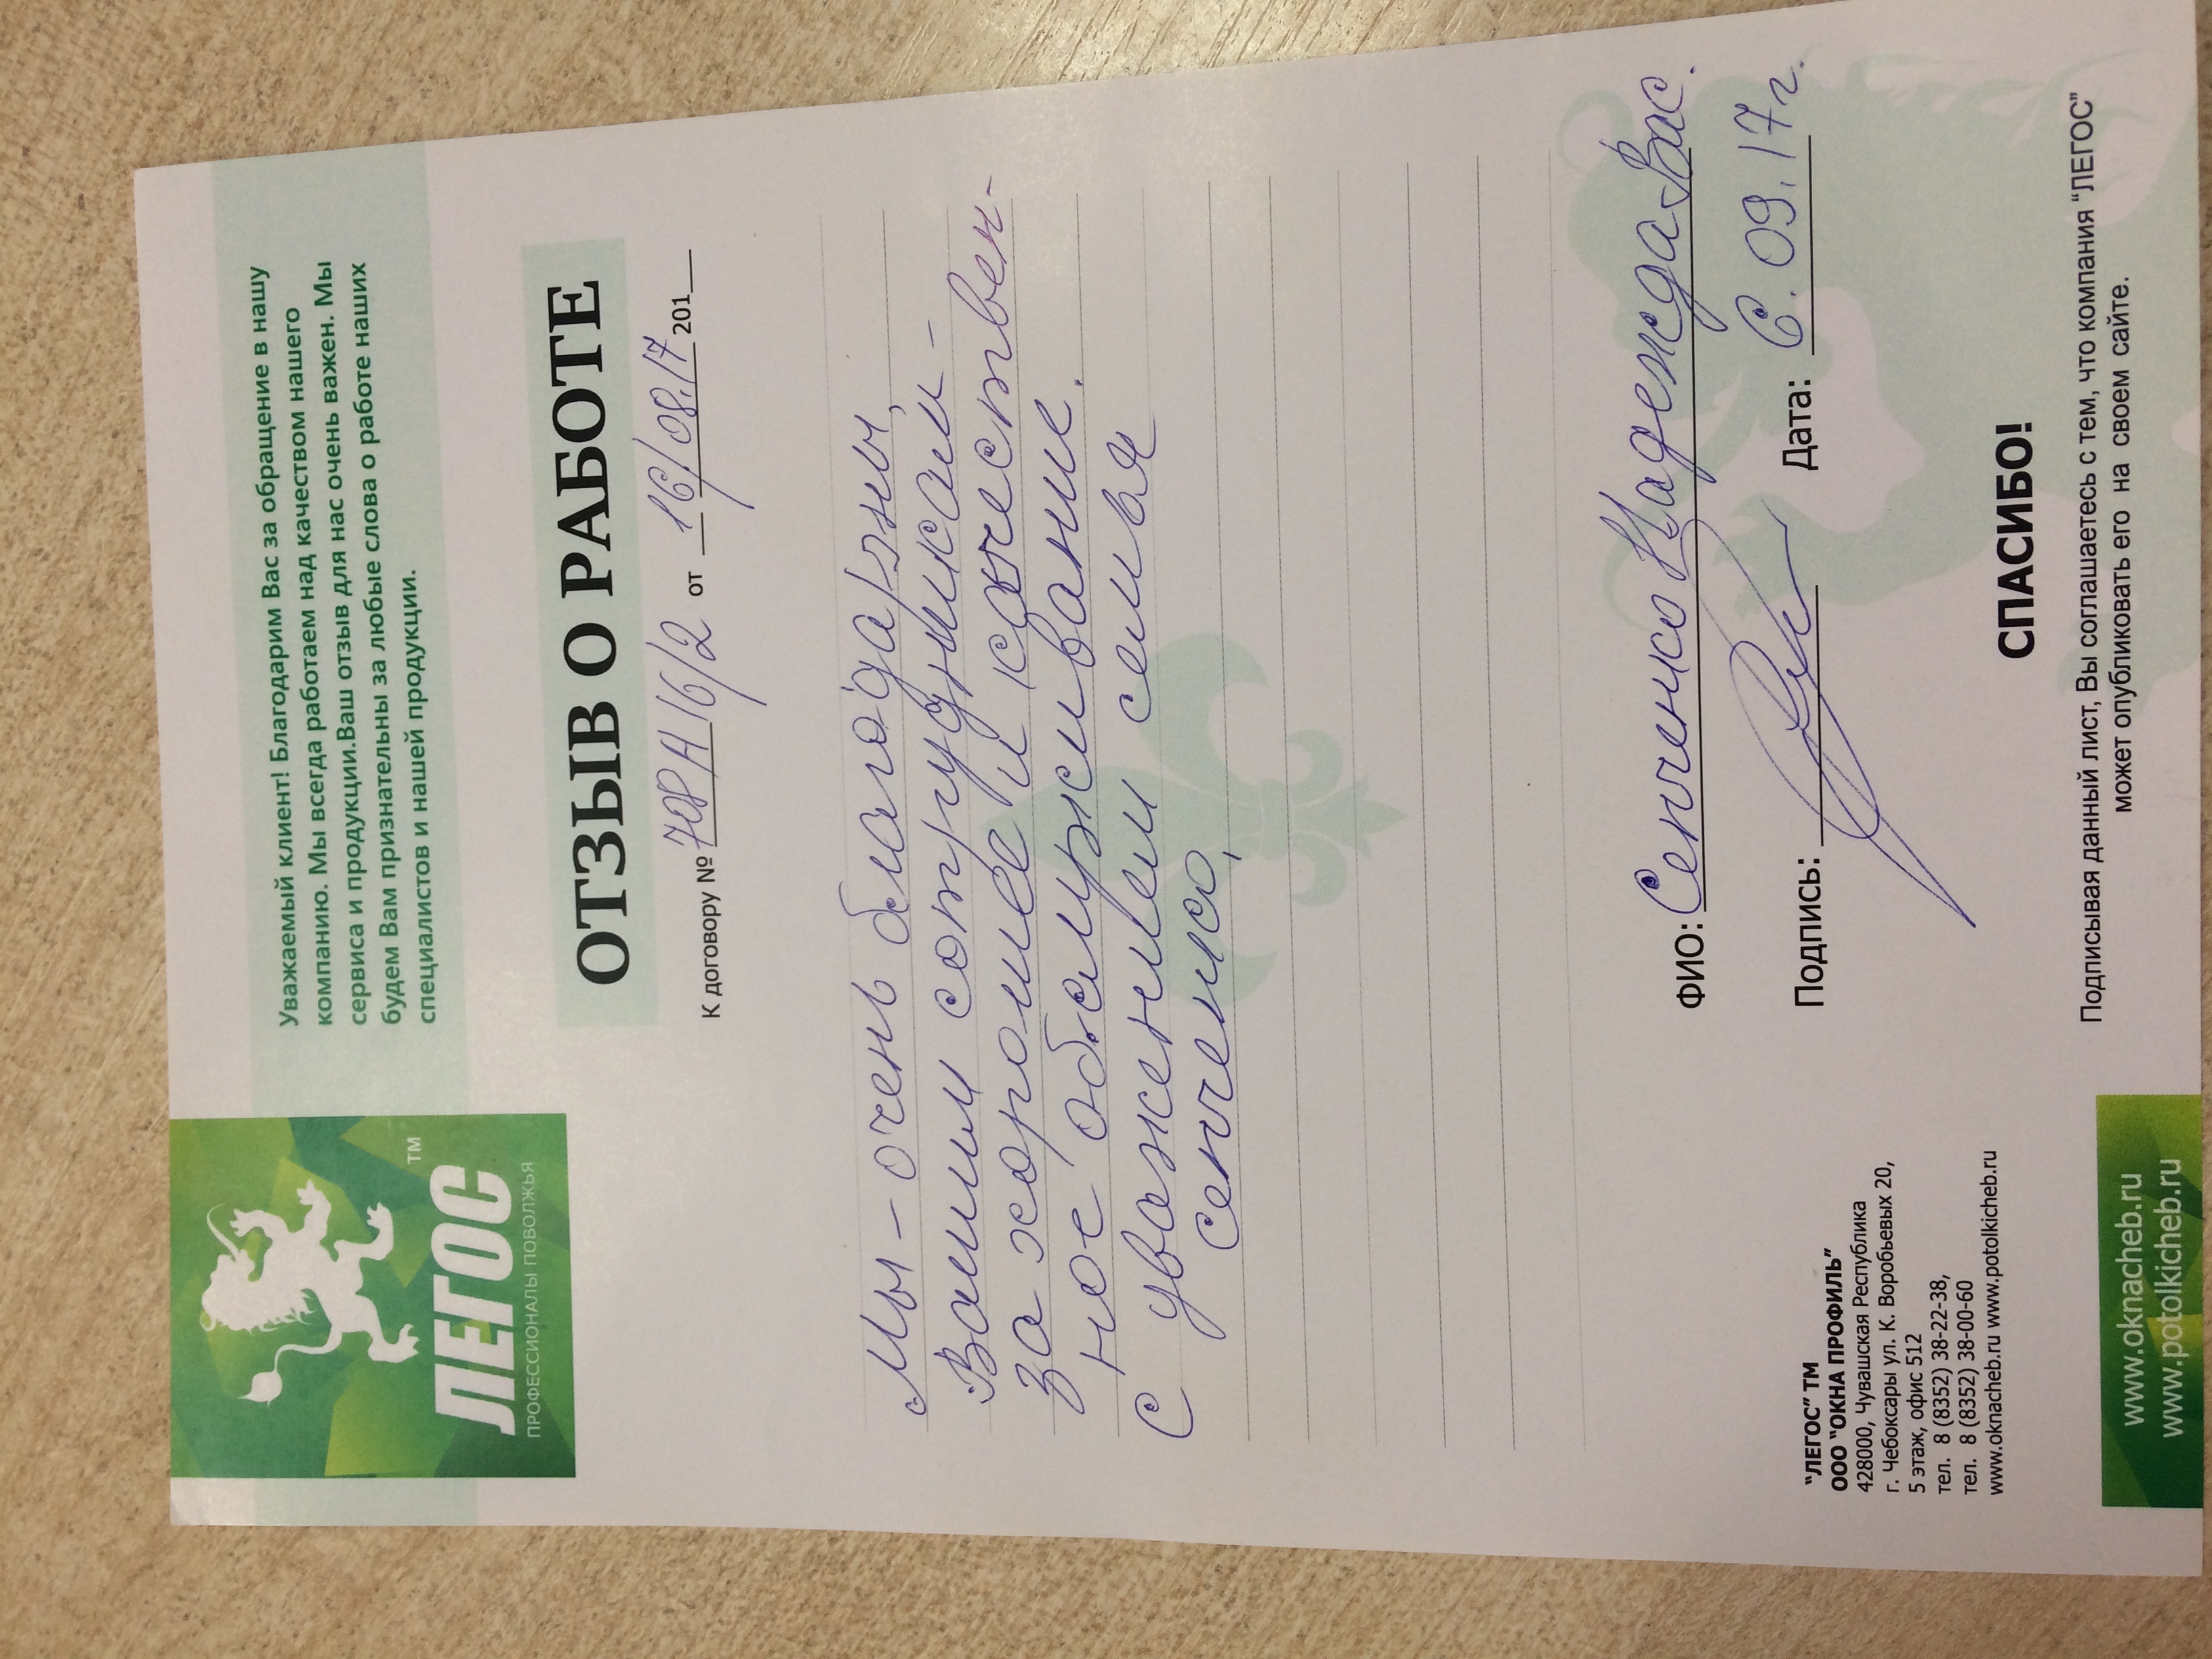 ЛЕГОС
ТМ
ПРОФЕССИОНАЛЫ ПОВОЛЖЬЯ
Уважаемый клиент! Благодарим Вас за обращение в нашу
компанию. Мы всегда работаем над качеством нашего
сервиса и продукции.Ваш отзыв для нас очень важен. Мы
будем Вам признательны за любые слова о работе наших
специалистов и нашей продукции.
ОТЗЫВ О РАБОТЕ
К договору № 708А16/2 от 16/08.17 201__
Мы – очень благодарны,
Вашим сотрудникам –
за хорошее и качествен-
ное обслуживание.
С уважением семья
сенченко,
ФИО: Сенченко Надежда Вас.
Подпись: Дата: 6.09.17г.
"ЛЕГОС" ТМ
ООО "ОКНА ПРОФИЛЬ"
428000, Чувашская Республика
г. Чебоксары ул. К. Воробьевых 20,
5 этаж, офис 512
тел. 8 (8352) 38-22-38,
тел. 8 (8352) 38-00-60
www.oknacheb.ru www.potolkicheb.ru
СПАСИБО!
Подписывая данный лист, Вы соглашаетесь с тем, что компания "ЛЕГОС"
может опубликовать его на своем сайте.
www.oknacheb.ru
www.potolkicheb.ru